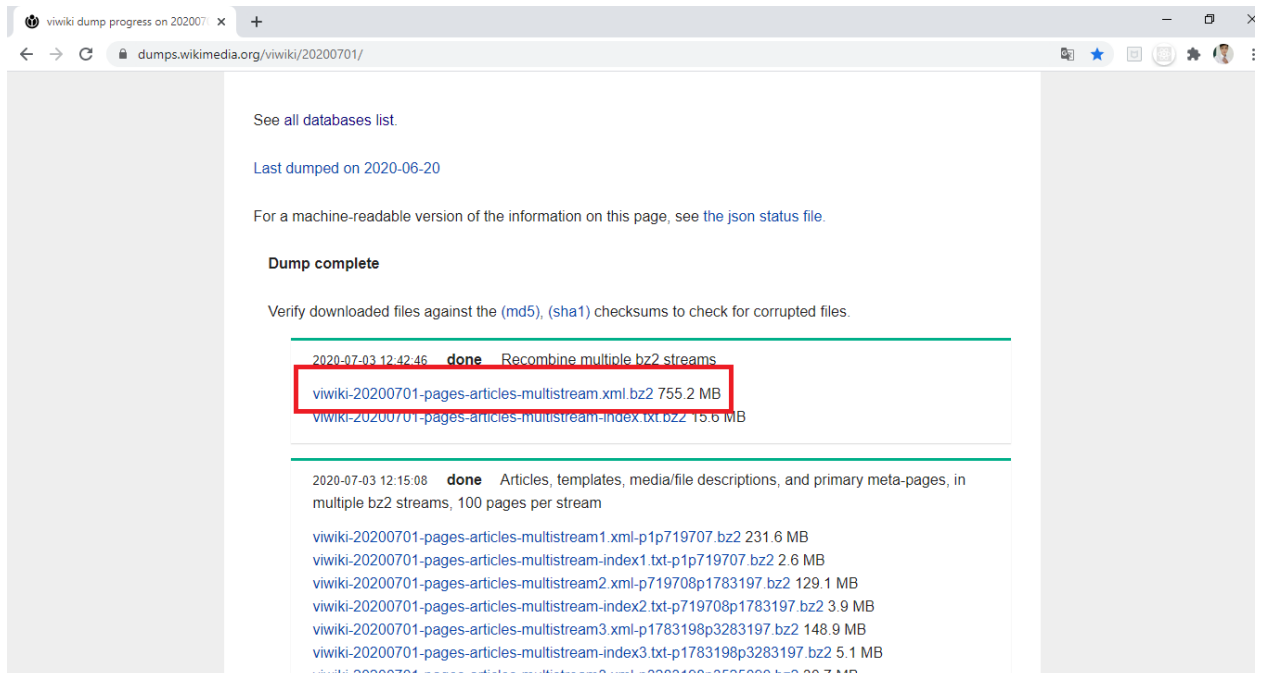 viwiki dump progress on 202007
dumps.wikimedia.org/viwiki/20200701/
See all databases list.
Last dumped on 2020-06-20
For a machine-readable version of the information on this page, see the json status file.
Dump complete
Verify downloaded files against the (md5), (sha1) checksums to check for corrupted files.
2020-07-03 12:42:46 done Recombine multiple bz2 streams
viwiki-20200701-pages-articles-multistream.xml.bz2 755.2 MB
viwiki-20200701-pages-articles-multistream-index.txt.bz2 15.6 MB
2020-07-03 12:15:08 done Articles, templates, media/file descriptions, and primary meta-pages, in
multiple bz2 streams, 100 pages per stream
viwiki-20200701-pages-articles-multistream1.xml-p1p719707.bz2 231.6 MB
viwiki-20200701-pages-articles-multistream-index1.txt-p1p719707.bz2 2.6 MB
viwiki-20200701-pages-articles-multistream2.xml-p719708p1783197.bz2 129.1 MB
viwiki-20200701-pages-articles-multistream-index2.txt-p719708p1783197.bz2 3.9 MB
viwiki-20200701-pages-articles-multistream3.xml-p1783198p3283197.bz2 148.9 MB
viwiki-20200701-pages-articles-multistream-index3.txt-p1783198p3283197.bz2 5.1 MB